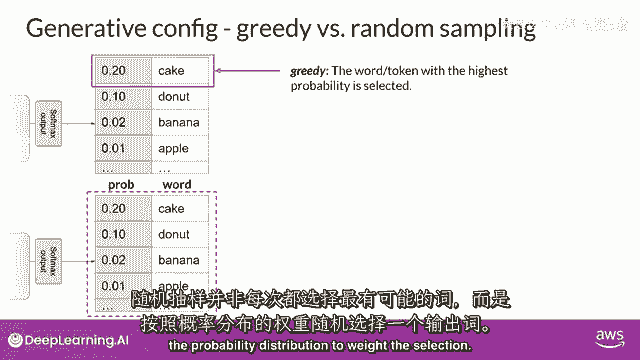 Generative config - greedy vs. random sampling
0.20 cake
0.10 donut
0.02 banana
0.01 apple
... ...
prob word
Softmax
output
greedy: The word/token with the highest
probability is selected.
0.20 cake
0.10 donut
0.02 banana
0.01 apple
Softmax
output
随机抽样并非每次都选择最有可能的词，而是
按照概率分布的权重随机选择一个输出词。
the probability distribution to weight the selection.
DeepLearning.AI
aws